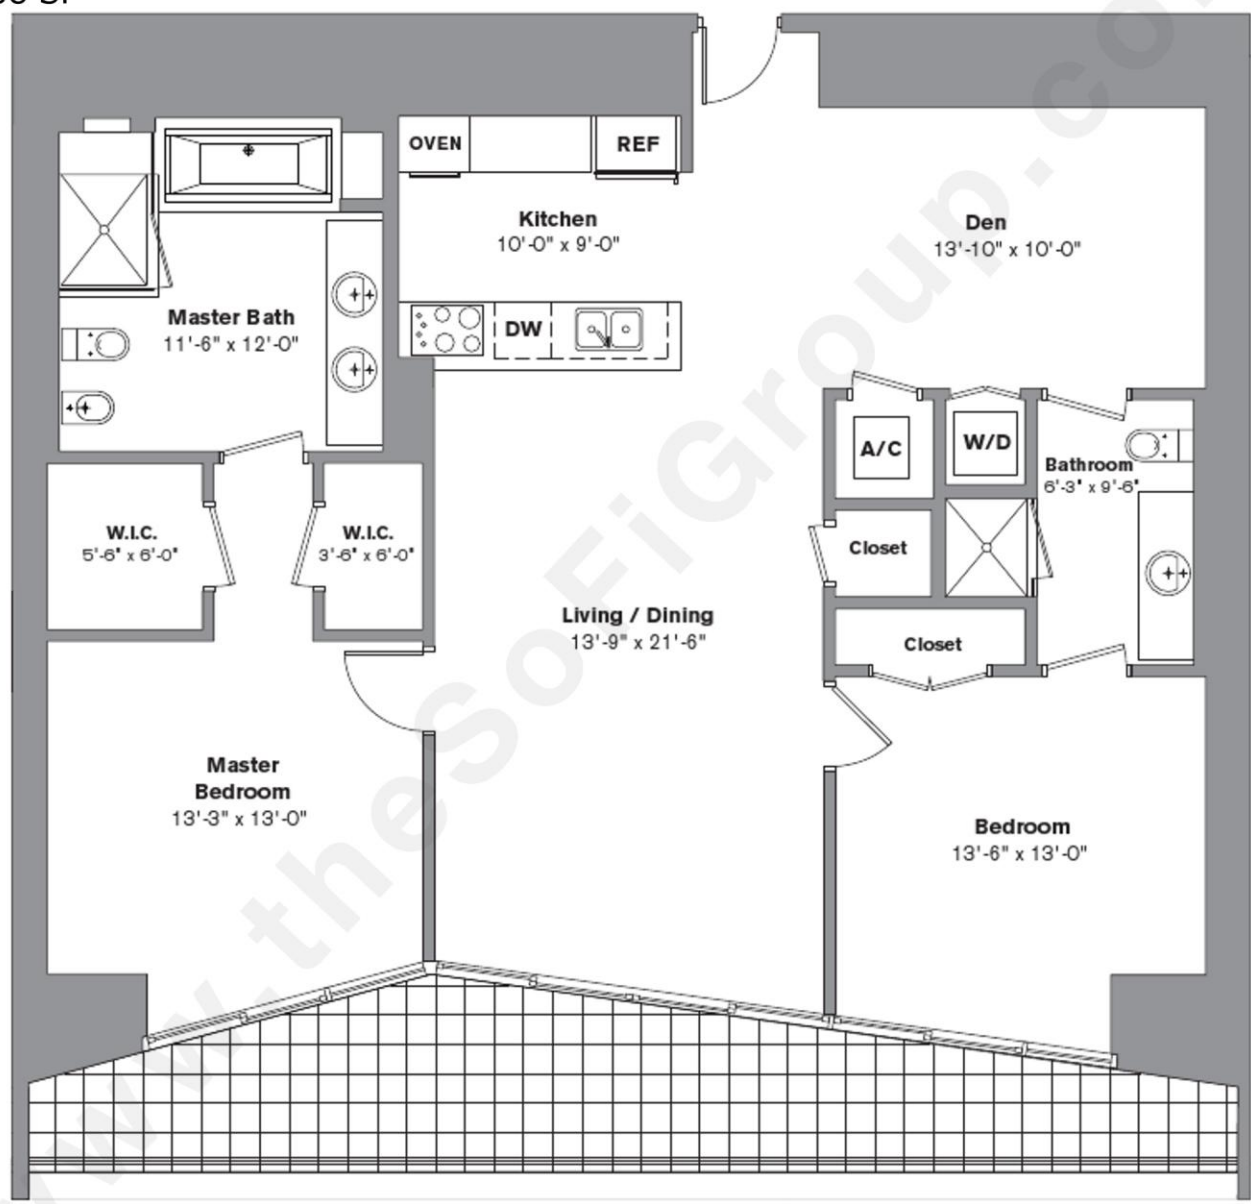 OVEN
REF
Kitchen
10'-0" x 9'-0"
Den
13'-10" x 10'-0"
Master Bath
11'-6" x 12'-0"
DW
A/C
W/D
Bathroom
6'-3" x 9'-6"
W.I.C.
5'-6" x 6'-0"
W.I.C.
3'-6" x 6'-0"
Closet
Living / Dining
13'-9" x 21'-6"
Closet
Master
Bedroom
13'-3" x 13'-0"
Bedroom
13'-6" x 13'-0"
www.theSoFiGroup.co